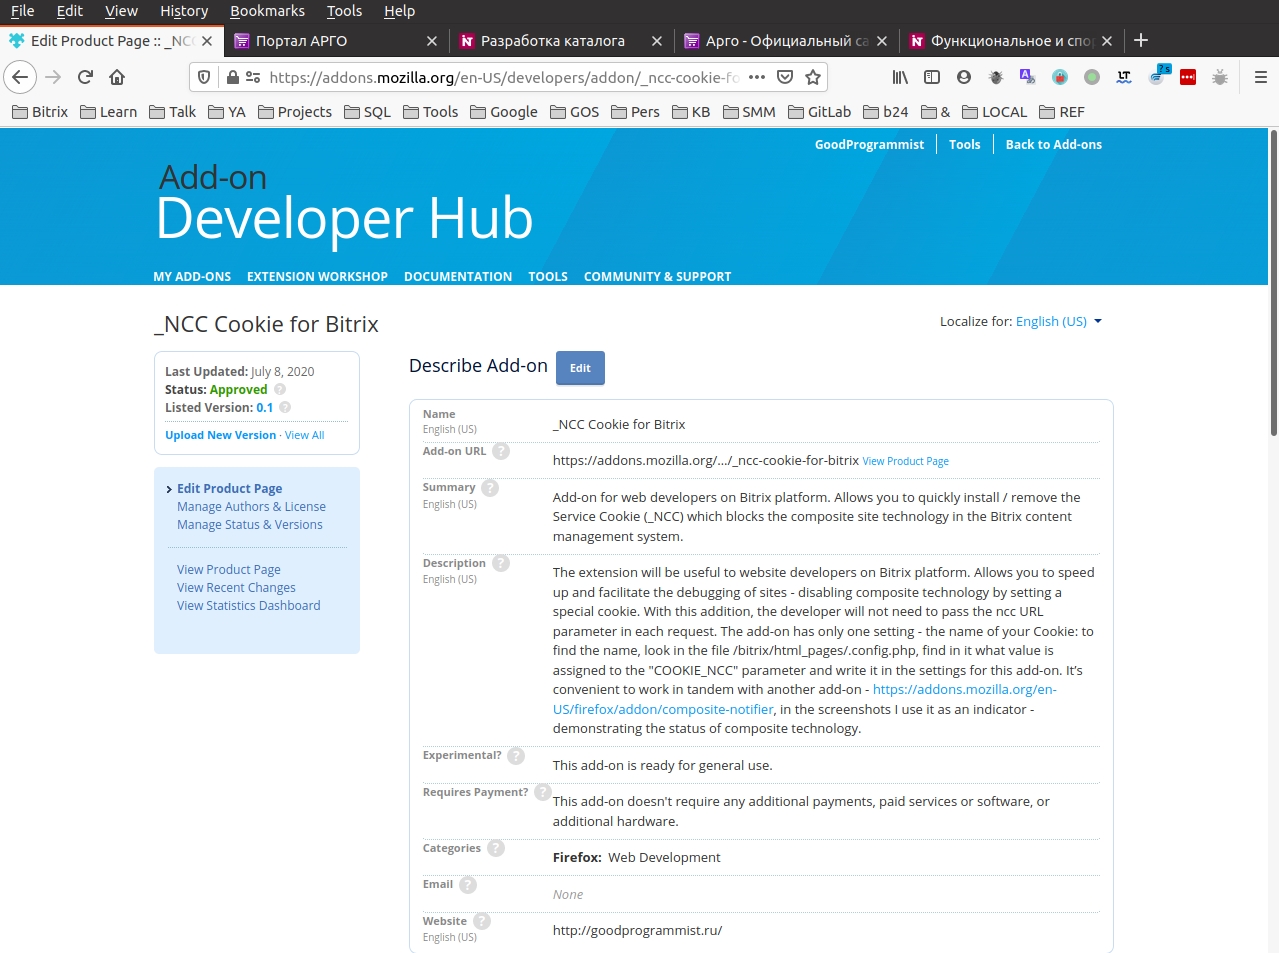 File Edit View History Bookmarks Tools Help
Edit Product Page :: _NC
Портал АРГО
Разработка каталога
Арго - Официальный са
Функциональное и спо
https://addons.mozilla.org/en-US/developers/addon/_ncc-cookie-fo
7 s
Bitrix Learn Talk YA Projects SQL Tools Google GOS Pers KB SMM GitLab b24 & LOCAL REF
GoodProgrammist Tools Back to Add-ons
Add-on
Developer Hub
MY ADD-ONS EXTENSION WORKSHOP DOCUMENTATION TOOLS COMMUNITY & SUPPORT
_NCC Cookie for Bitrix
Localize for: English (US)
Last Updated: July 8, 2020
Status: Approved ?
Listed Version: 0.1 ?
Upload New Version · View All
Edit Product Page
Manage Authors & License
Manage Status & Versions
View Product Page
View Recent Changes
View Statistics Dashboard
Describe Add-on Edit
Name
English (US)
_NCC Cookie for Bitrix
Add-on URL ?
https://addons.mozilla.org/.../_ncc-cookie-for-bitrix View Product Page
Summary ?
English (US)
Add-on for web developers on Bitrix platform. Allows you to quickly install / remove the
Service Cookie (_NCC) which blocks the composite site technology in the Bitrix content
management system.
Description ?
English (US)
The extension will be useful to website developers on Bitrix platform. Allows you to speed
up and facilitate the debugging of sites - disabling composite technology by setting a
special cookie. With this addition, the developer will not need to pass the ncc URL
parameter in each request. The add-on has only one setting - the name of your Cookie: to
find the name, look in the file /bitrix/html_pages/.config.php, find in it what value is
assigned to the "COOKIE_NCC" parameter and write it in the settings for this add-on. It's
convenient to work in tandem with another add-on - https://addons.mozilla.org/en-
US/firefox/addon/composite-notifier, in the screenshots I use it as an indicator -
demonstrating the status of composite technology.
Experimental? ?
This add-on is ready for general use.
Requires Payment? ?
This add-on doesn't require any additional payments, paid services or software, or
additional hardware.
Categories ?
Firefox: Web Development
Email ?
None
Website ?
English (US)
http://goodprogrammist.ru/